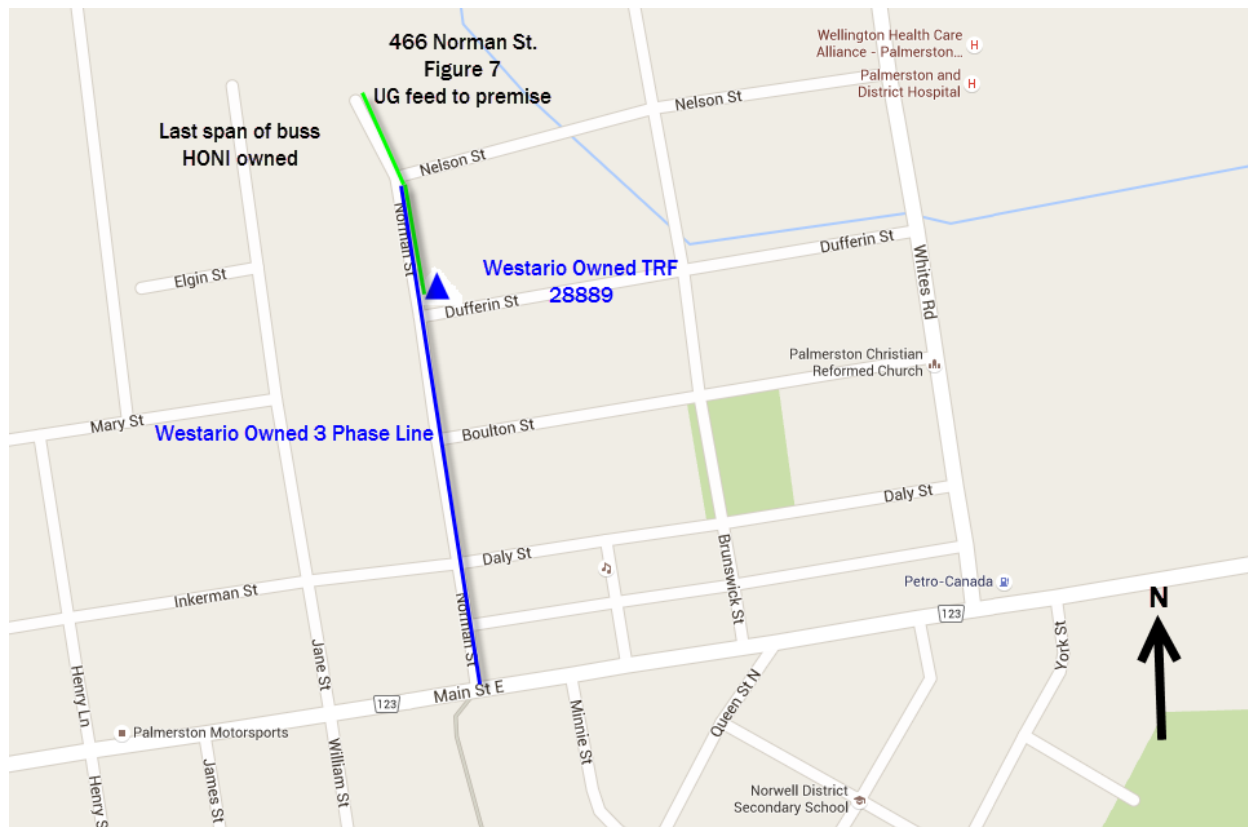 466 Norman St.
Figure 7
UG feed to premise
Wellington Health Care
Alliance - Palmerston...
H
Palmerston and
District Hospital
H
Nelson St
Last span of buss
HONI owned
Nelson St
Norman St
Dufferin St
Whites Rd
Elgin St
Westario Owned TRF
28889
Dufferin St
Palmerston Christian
Reformed Church
Mary St
Westario Owned 3 Phase Line
Boulton St
Daly St
Daly St
Brunswick St
Petro-Canada
Inkerman St
Norman St
123
N
York St
Jane St
Henry Ln
Main St E
123
Queen St N
Minnie St
Palmerston Motorsports
William St
James St
Henry S
Norwell District
Secondary School